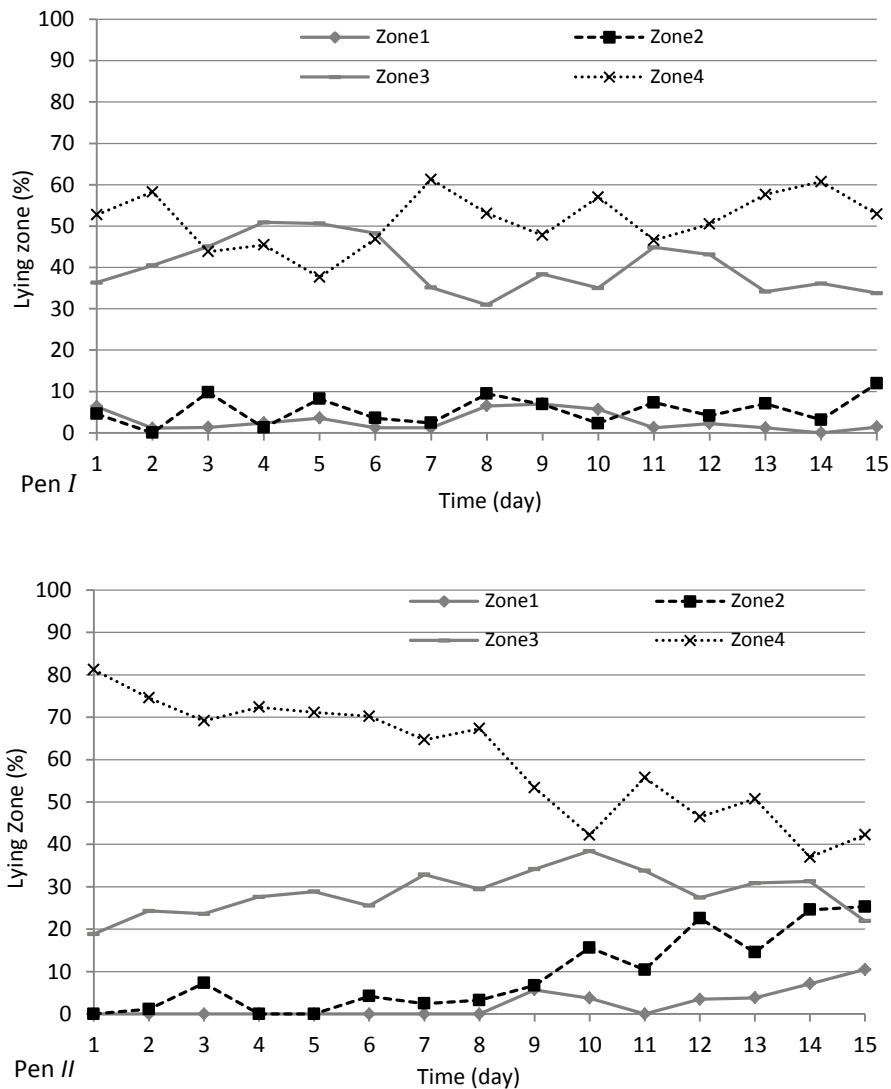 100
90
80
70
60
50
40
30
20
10
0
Lying zone (%)
Zone1 Zone2
Zone3 Zone4
1 2 3 4 5 6 7 8 9 10 11 12 13 14 15
Pen I
Time (day)
100
90
80
70
60
50
40
30
20
10
0
Lying Zone (%)
Zone1 Zone2
Zone3 Zone4
1 2 3 4 5 6 7 8 9 10 11 12 13 14 15
Pen II
Time (day)